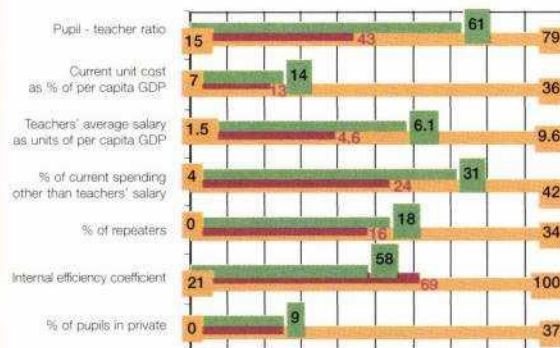 Pupil - teacher ratio
61
15
43
79
Current unit cost
as % of per capita GDP
14
7
13
36
Teachers' average salary
as units of per capita GDP
6.1
1.5
4.6
9.6
% of current spending
other than teachers' salary
31
4
24
42
% of repeaters
18
0
16
34
Internal efficiency coefficient
58
21
69
100
% of pupils in private
9
0
37